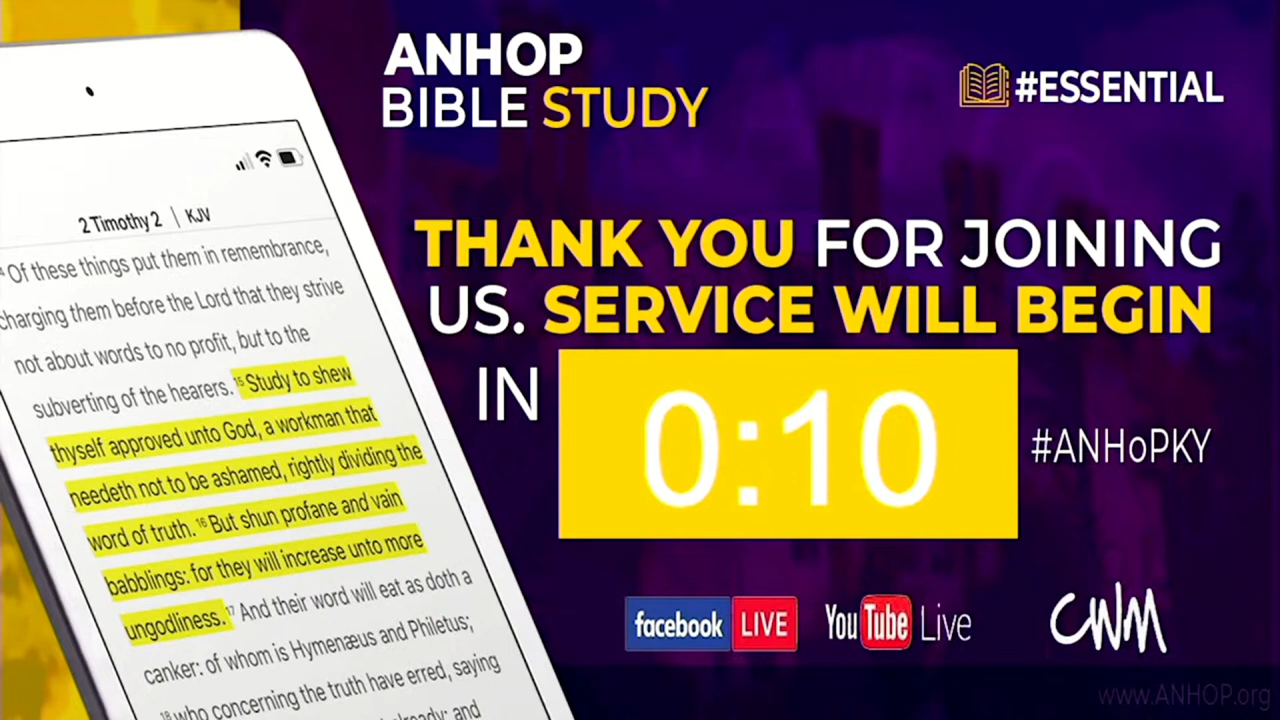 ANHOP
BIBLE STUDY
#ESSENTIAL
2 Timothy 2 | KJV
Of these things put them in remembrance,
charging them before the Lord that they strive
not about words to no profit, but to the
subverting of the hearers. 15 Study to shew
thyself approved unto God, a workman that
needeth not to be ashamed, rightly dividing the
word of truth. 16 But shun profane and vain
babblings: for they will increase unto more
ungodliness. 17 And their word will eat as doth a
canker: of whom is Hymenæus and Philetus;
18 who concerning the truth have erred, saying
already; and
THANK YOU FOR JOINING
US. SERVICE WILL BEGIN
IN 0:10
#ANHoPKY
facebook LIVE
YouTube Live
CWM
www.ANHOP.org